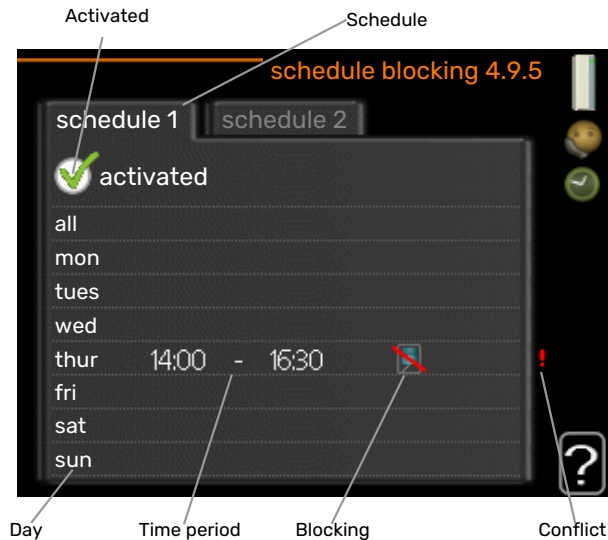 Activated
Schedule
schedule blocking 4.9.5
schedule 1
schedule 2
activated
all
mon
tues
wed
thur 14:00 - 16:30 !
fri
sat
sun
?
Day
Time period
Blocking
Conflict